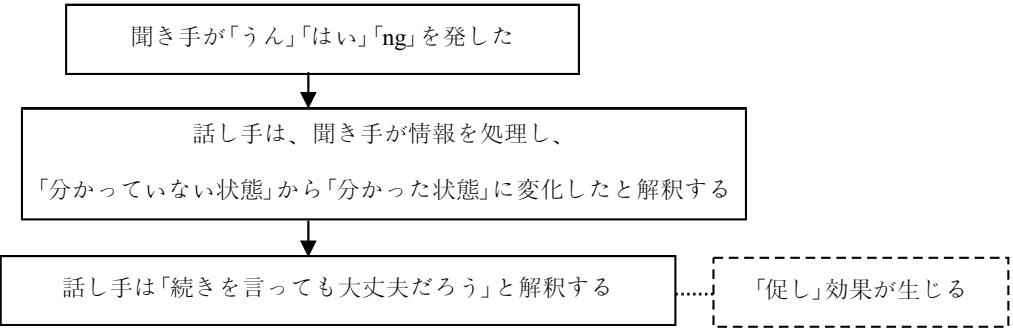 聞き手が｢うん｣｢はい｣｢ng｣を発した
話し手は、聞き手が情報を処理し、
｢分かっていない状態｣から｢分かった状態｣に変化したと解釈する
話し手は｢続きを言っても大丈夫だろう｣と解釈する
｢促し｣効果が生じる